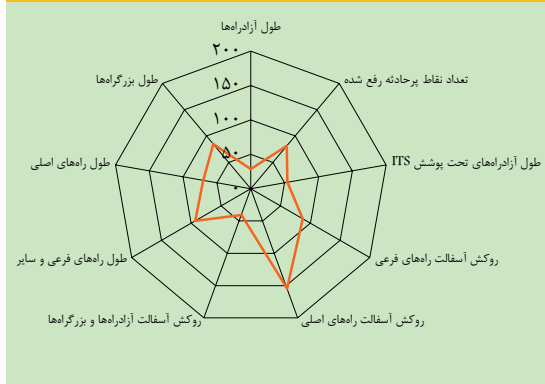 طول آزادراه‌ها
۲۰۰
تعداد نقاط پرحادثه رفع شده
طول بزرگراه‌ها
۱۵۰
۱۰۰
طول آزادراه‌های تحت پوشش ITS
طول راه‌های اصلی
۵۰
۰
روکش آسفالت راه‌های فرعی
طول راه‌های فرعی و سایر
روکش آسفالت راه‌های اصلی
روکش آسفالت آزادراه‌ها و بزرگراه‌ها